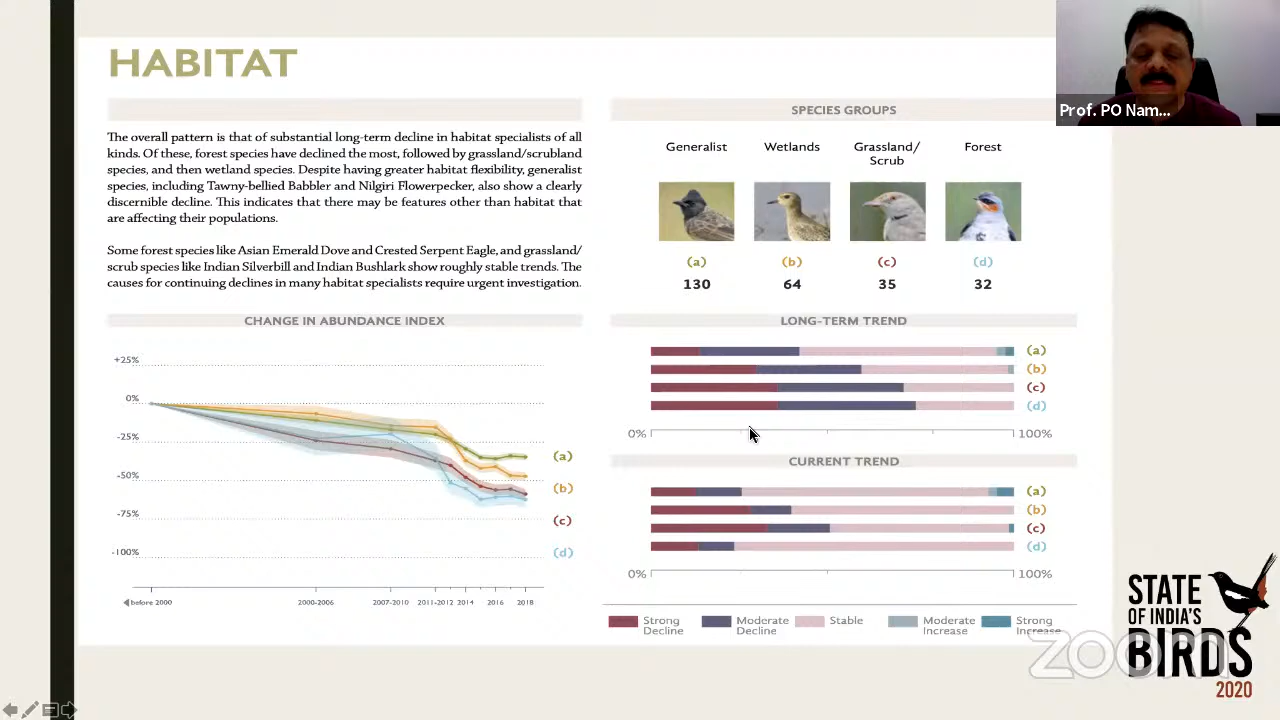 HABITAT
The overall pattern is that of substantial long-term decline in habitat specialists of all
kinds. Of these, forest species have declined the most, followed by grassland/scrubland
species, and then wetland species. Despite having greater habitat flexibility, generalist
species, including Tawny-bellied Babbler and Nilgiri Flowerpecker, also show a clearly
discernible decline. This indicates that there may be features other than habitat that
are affecting their populations.
Some forest species like Asian Emerald Dove and Crested Serpent Eagle, and grassland/
scrub species like Indian Silverbill and Indian Bushlark show roughly stable trends. The
causes for continuing declines in many habitat specialists require urgent investigation.
CHANGE IN ABUNDANCE INDEX
+25%
0%
-25%
-50%
-75%
-100%
(a)
(b)
(c)
(d)
before 2000
2000-2006
2007-2010
2011-2012
2014
2016
2018
SPECIES GROUPS
Generalist
Wetlands
Grassland/
Scrub
Forest
(a)
(b)
(c)
(d)
130
64
35
32
LONG-TERM TREND
(a)
(b)
(c)
(d)
0%
100%
CURRENT TREND
(a)
(b)
(c)
(d)
0%
100%
Strong
Decline
Moderate
Decline
Stable
Moderate
Increase
Strong
Increase
Prof. PO Nam...
STATE
OF INDIA'S
BIRDS
2020
zoom